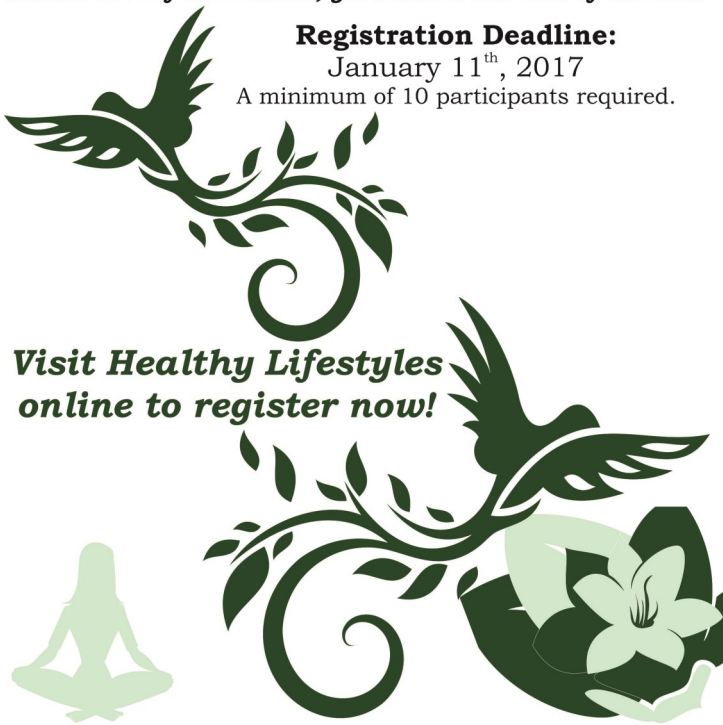 Registration Deadline:
January 11th, 2017
A minimum of 10 participants required.
Visit Healthy Lifestyles
online to register now!